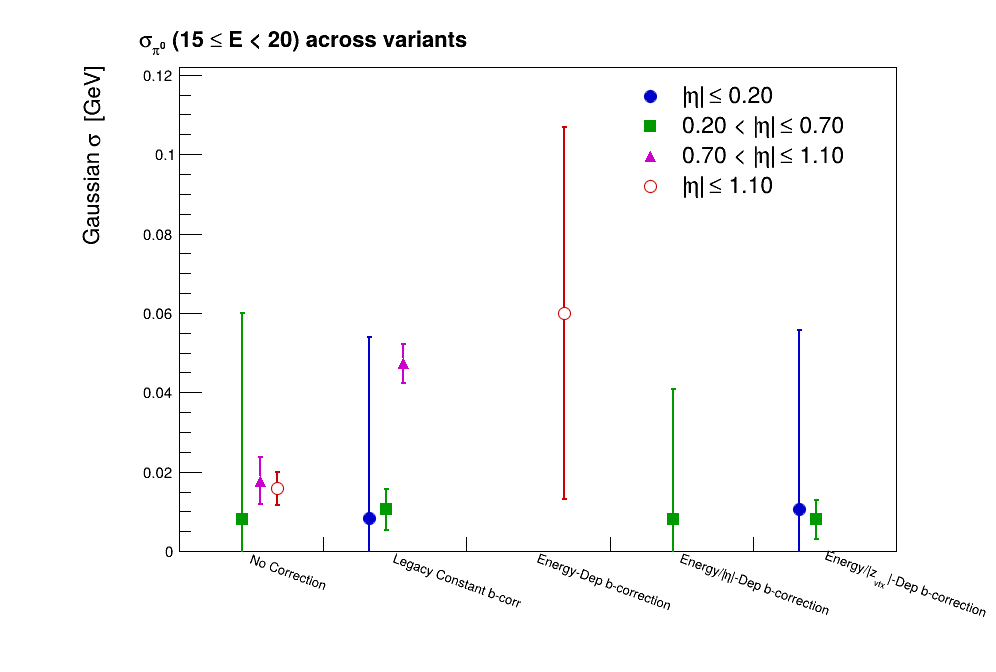 σπ⁰ (15 ≤ E < 20) across variants
Gaussian σ [GeV]
0.12
0.1
0.08
0.06
0.04
0.02
0
|η| ≤ 0.20
0.20 < |η| ≤ 0.70
0.70 < |η| ≤ 1.10
|η| ≤ 1.10
No Correction
Legacy Constant b-corr
Energy-Dep b-correction
Energy/|η|-Dep b-correction
Energy/|z_vtx|-Dep b-correction